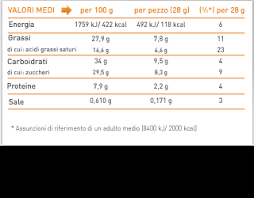 VALORI MEDI per 100 g per pezzo (28 g) (%*) per 28 g
Energia 1759 kJ/ 422 kcal 492 kJ/ 118 kcal 6
Grassi 27,9 g 7,8 g 11
di cui: acidi grassi saturi 16,6 g 4,6 g 23
Carboidrati 34 g 9,5 g 4
di cui: zuccheri 29,5 g 8,3 g 9
Proteine 7,9 g 2,2 g 4
Sale 0,610 g 0,171 g 3
* Assunzioni di riferimento di un adulto medio (8400 kJ/ 2000 kcal)